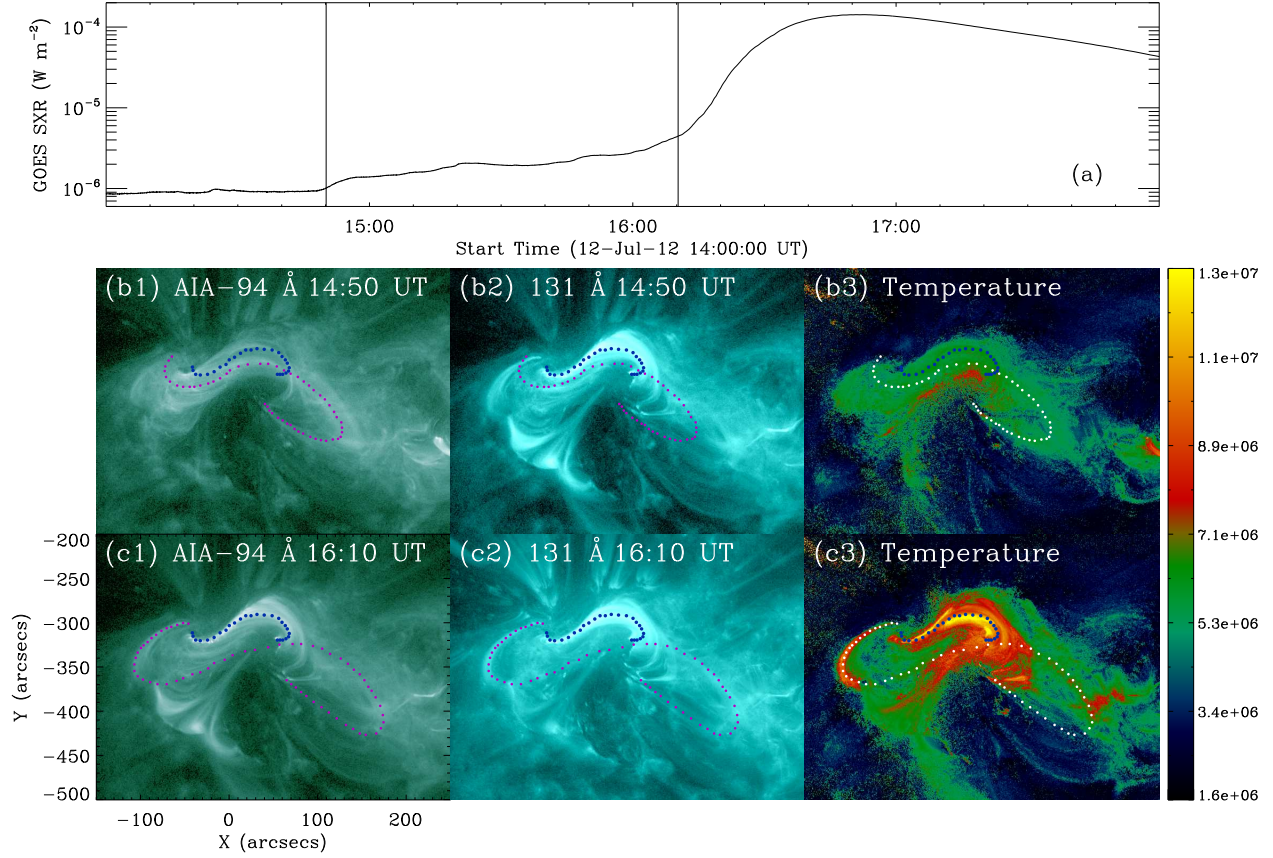 GOES SXR (W m⁻²)
10⁻⁴
10⁻⁵
10⁻⁶
(a)
15:00 16:00 17:00
Start Time (12-Jul-12 14:00:00 UT)
(b1) AIA-94 Å 14:50 UT
(b2) 131 Å 14:50 UT
(b3) Temperature
(c1) AIA-94 Å 16:10 UT
(c2) 131 Å 16:10 UT
(c3) Temperature
1.3e+07
1.1e+07
8.9e+06
7.1e+06
5.3e+06
3.4e+06
1.6e+06
Y (arcsecs)
-200
-250
-300
-350
-400
-450
-500
-100 0 100 200
X (arcsecs)